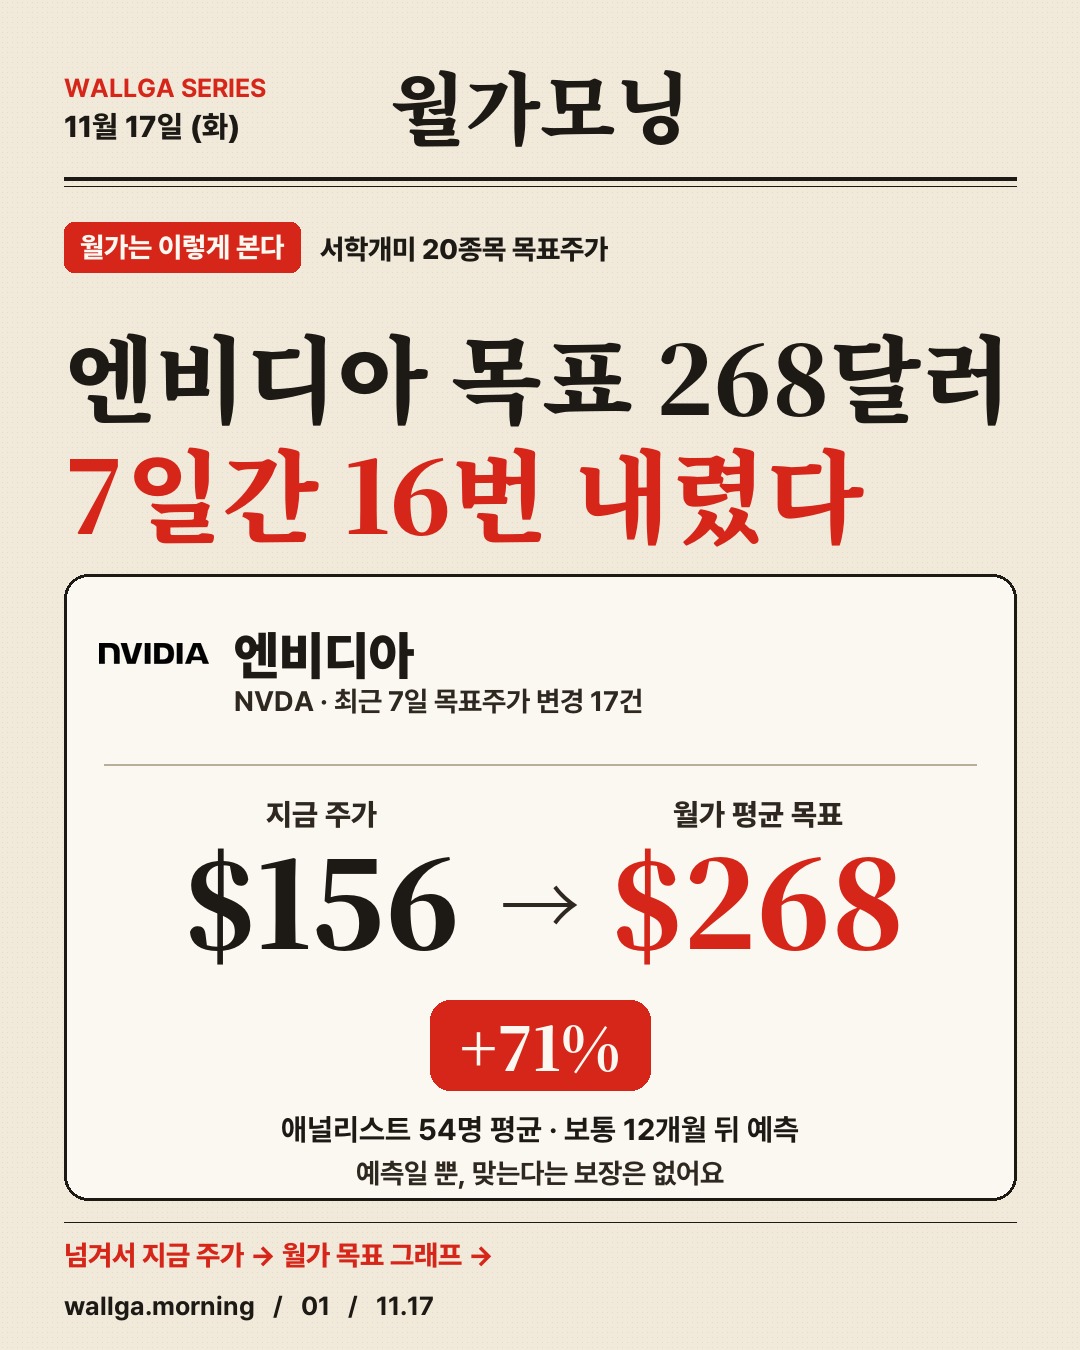 WALLGA SERIES
11월 17일 (화)
월가모닝
월가는 이렇게 본다
서학개미 20종목 목표주가
엔비디아 목표 268달러
7일간 16번 내렸다
NVIDIA
엔비디아
NVDA · 최근 7일 목표주가 변경 17건
지금 주가
월가 평균 목표
$156 → $268
+71%
애널리스트 54명 평균 · 보통 12개월 뒤 예측
예측일 뿐, 맞는다는 보장은 없어요
넘겨서 지금 주가 → 월가 목표 그래프 →
wallga.morning / 01 / 11.17